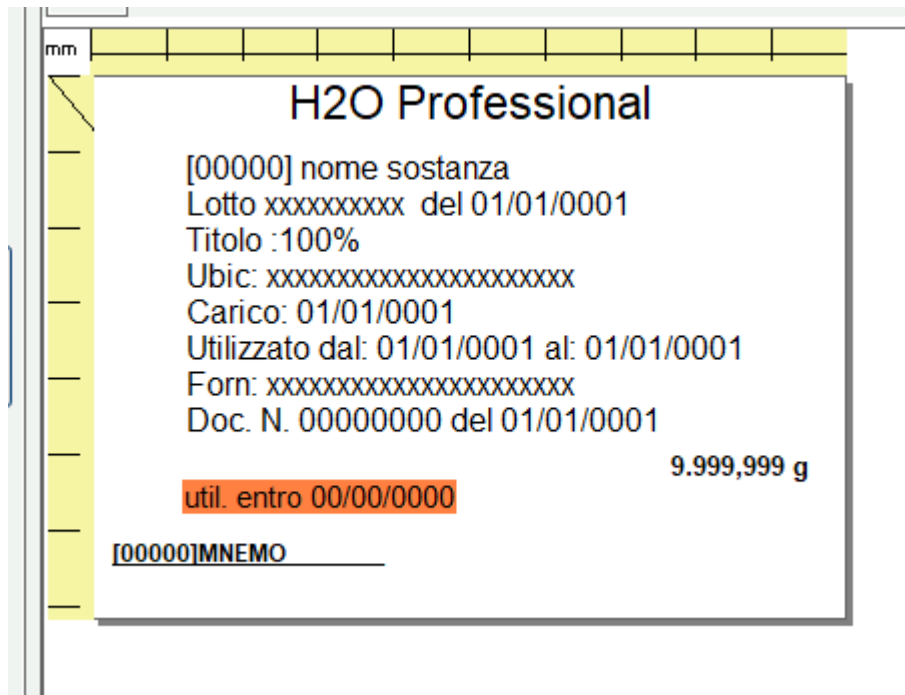 mm
H2O Professional
[00000] nome sostanza
Lotto xxxxxxxxxx del 01/01/0001
Titolo :100%
Ubic: xxxxxxxxxxxxxxxxxxxxxx
Carico: 01/01/0001
Utilizzato dal: 01/01/0001 al: 01/01/0001
Forn: xxxxxxxxxxxxxxxxxxxxxx
Doc. N. 00000000 del 01/01/0001
9.999,999 g
util. entro 00/00/0000
[00000]MNEMO